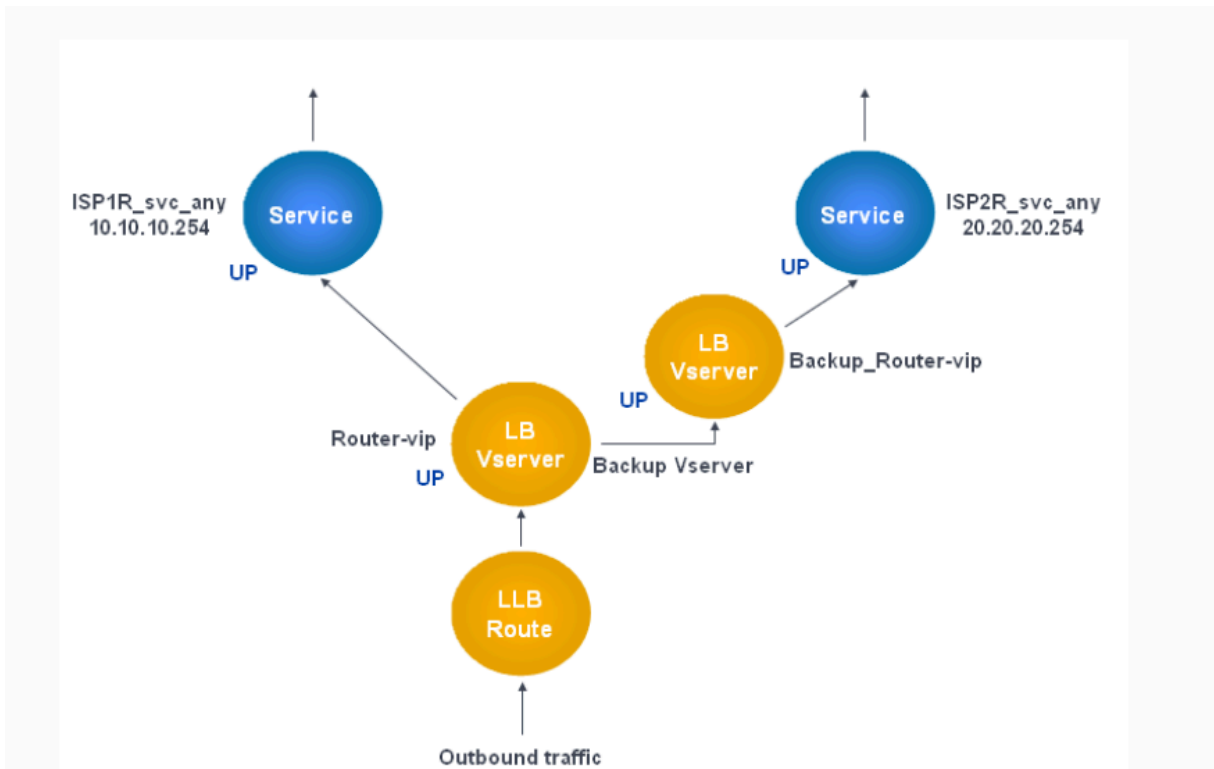 ISP1R_svc_any
10.10.10.254
Service
UP
Service
ISP2R_svc_any
20.20.20.254
UP
LB
Vserver
Backup_Router-vip
UP
Router-vip
LB
Vserver
UP
Backup Vserver
LLB
Route
Outbound traffic